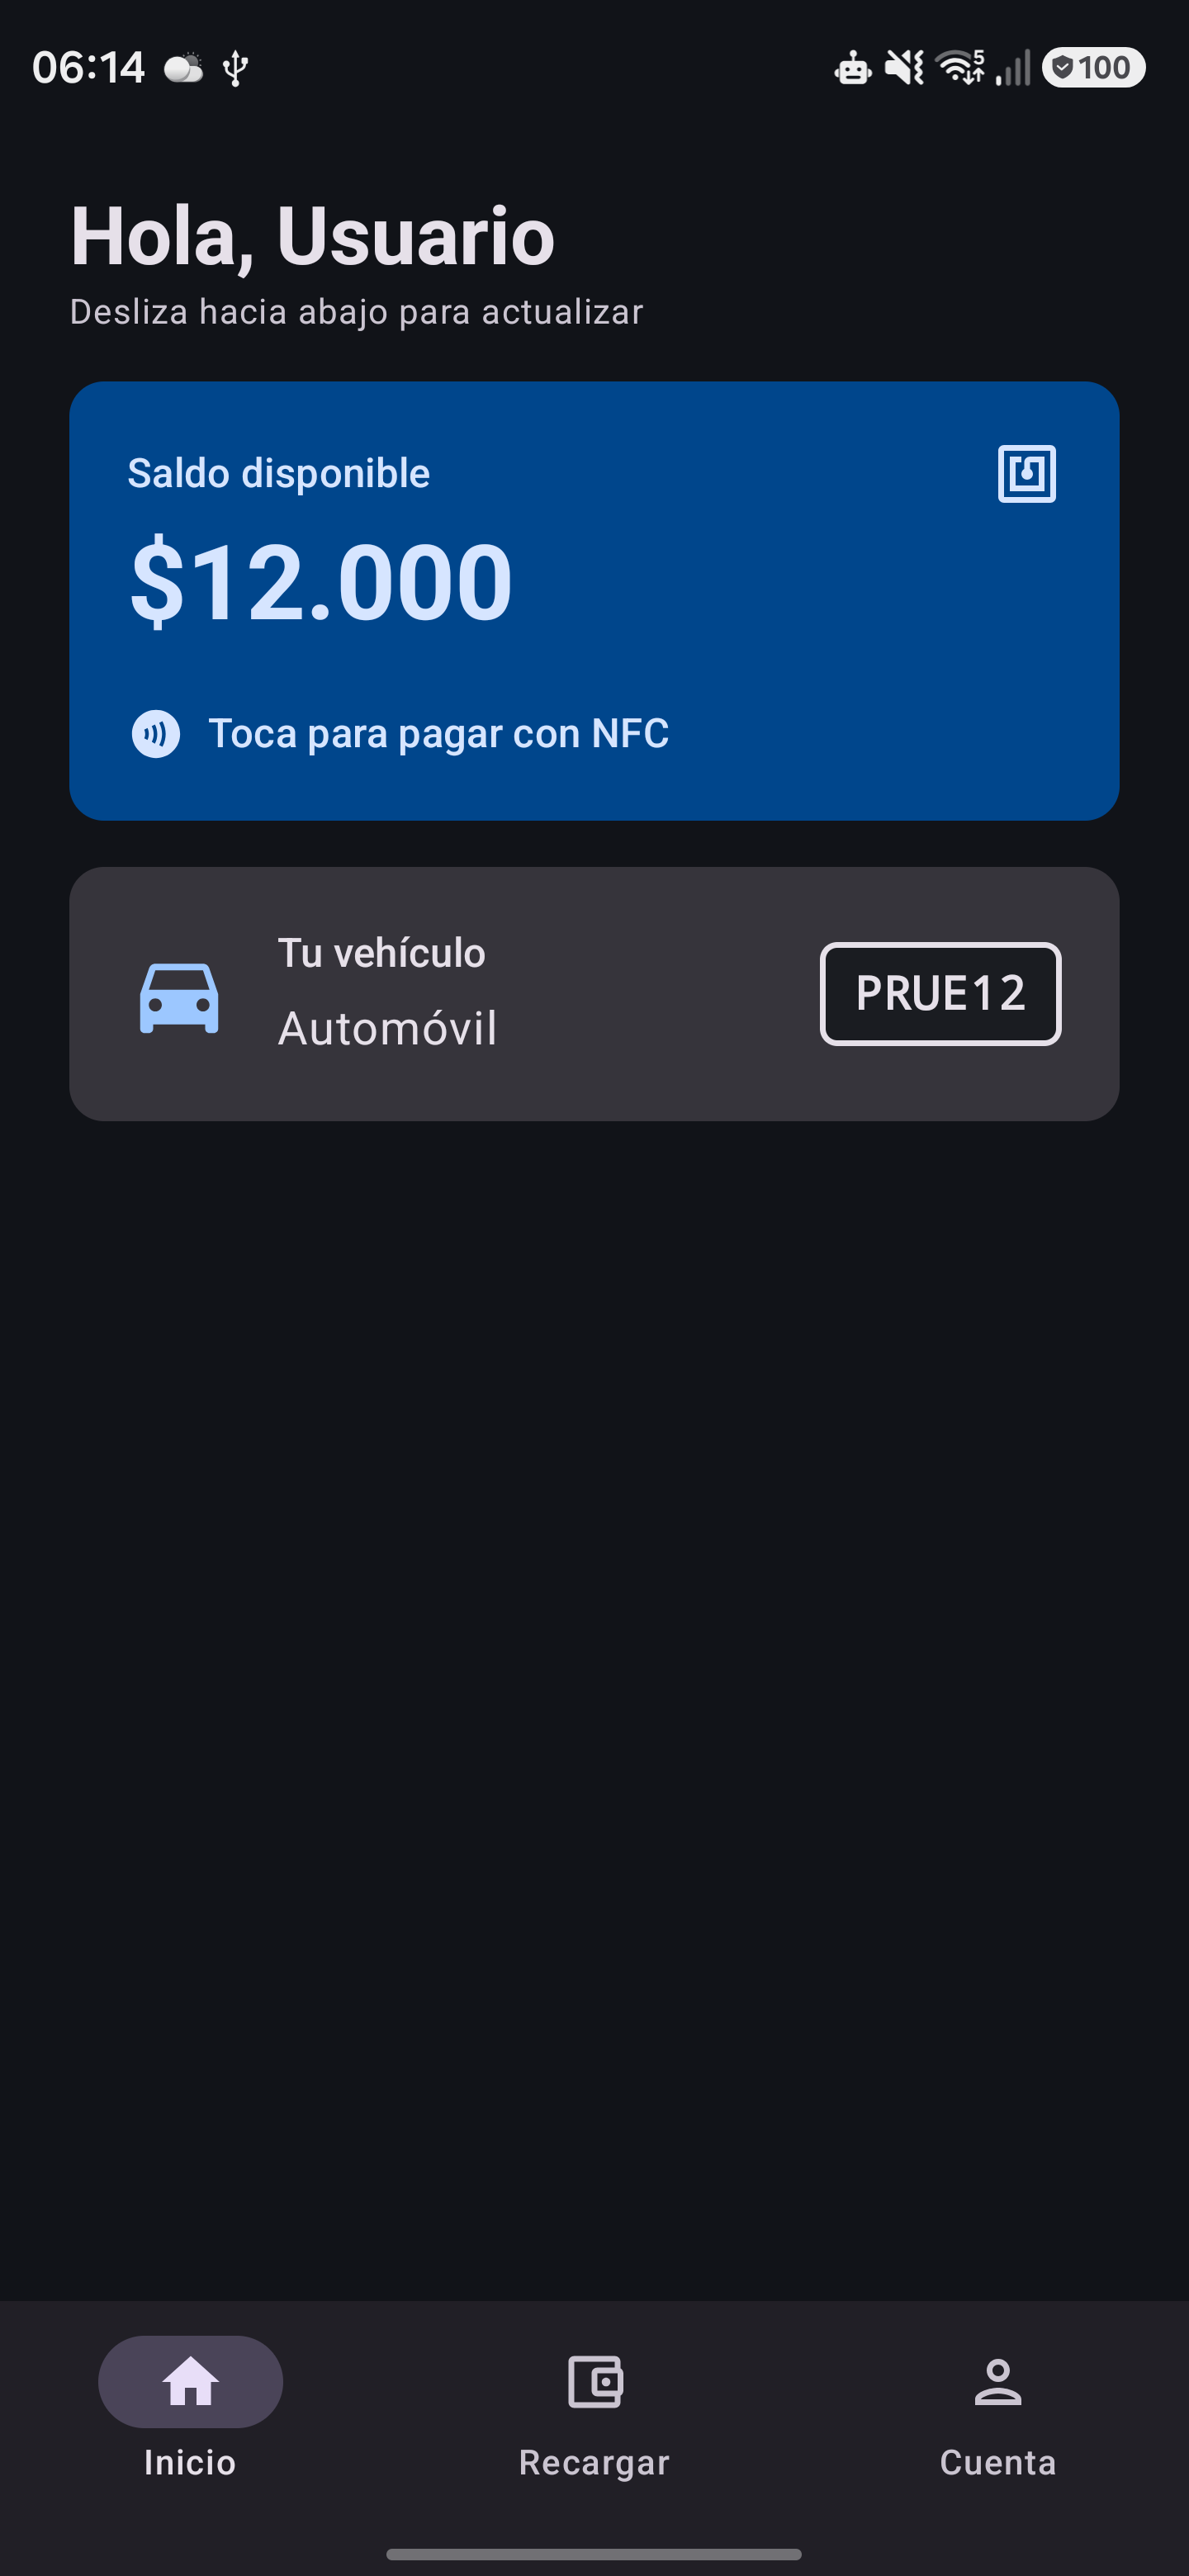 06:14
5
100
Hola, Usuario
Desliza hacia abajo para actualizar
Saldo disponible
$12.000
Toca para pagar con NFC
Tu vehículo
Automóvil
PRUE12
Inicio
Recargar
Cuenta